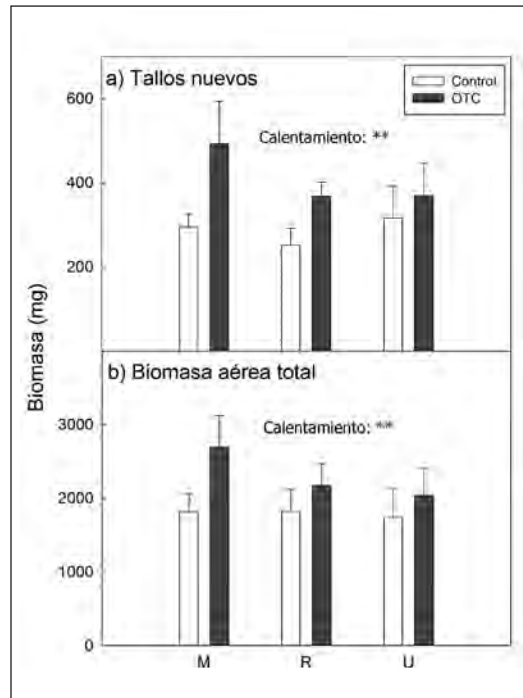 a) Tallos nuevos
Control
OTC
Calentamiento: **
600
400
200
Biomasa (mg)
b) Biomasa aérea total
Calentamiento: **
3000
2000
1000
0
M R U